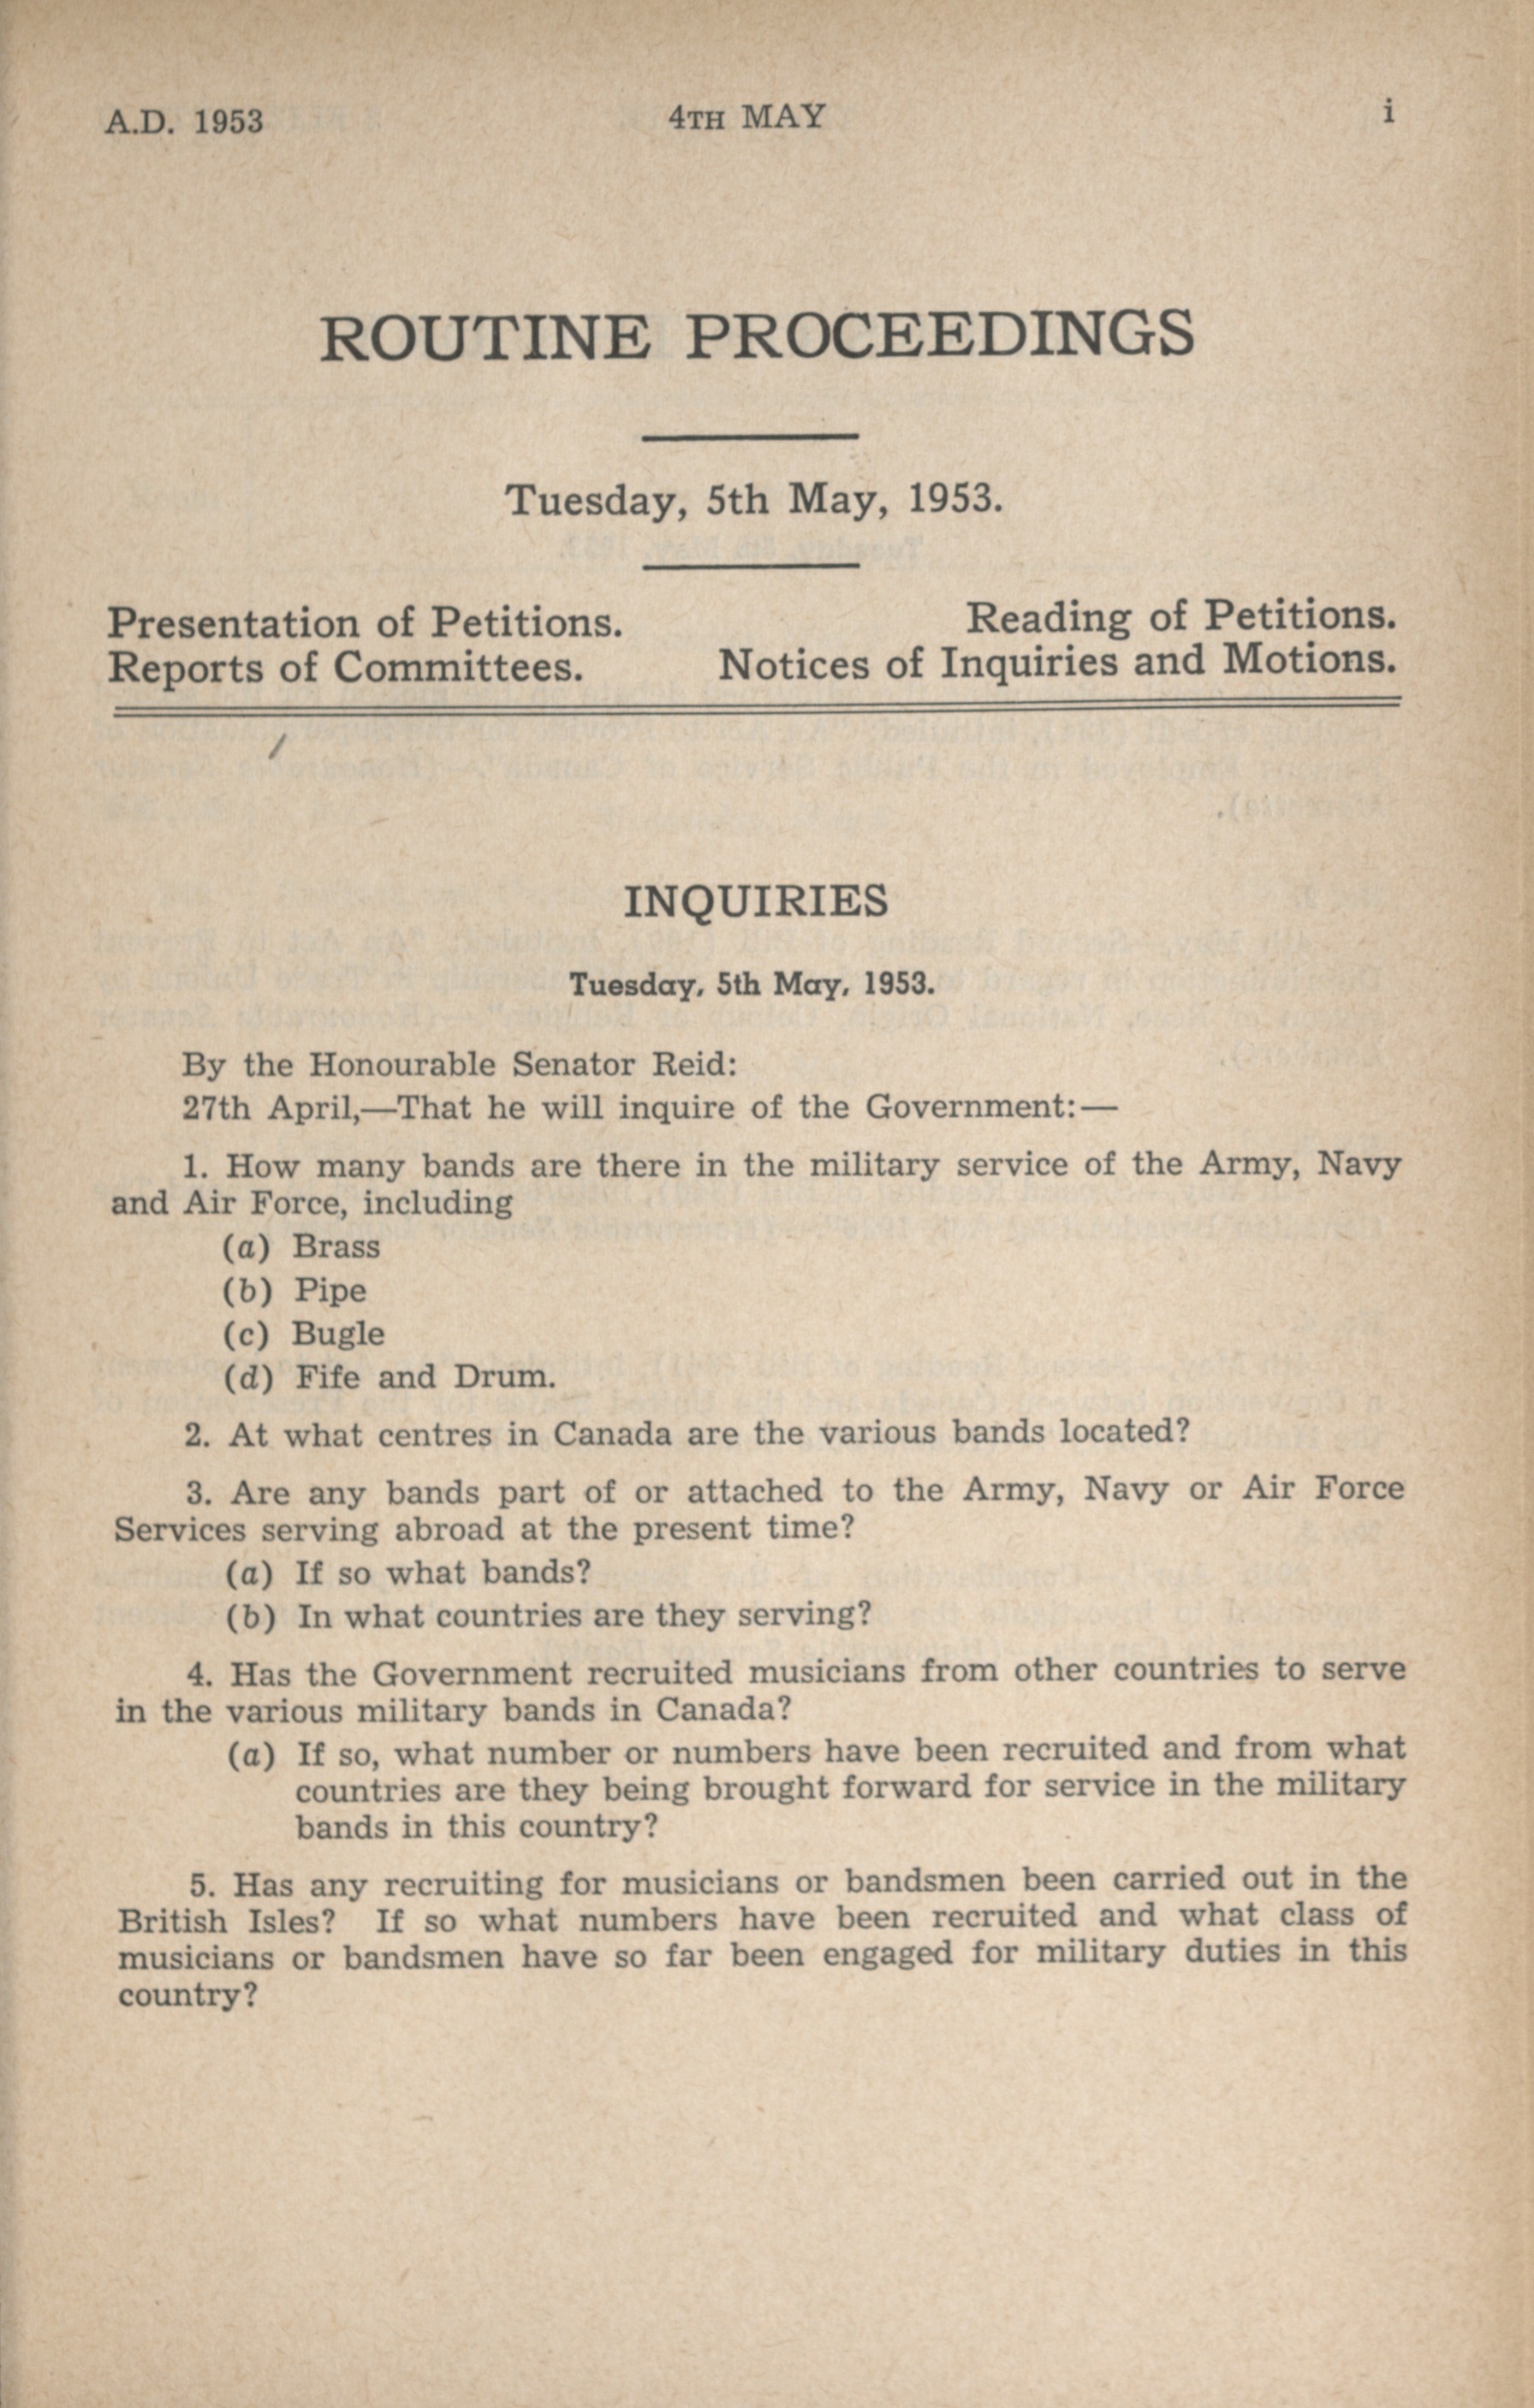 A.D. 1953 4TH MAY i
ROUTINE PROCEEDINGS
Tuesday, 5th May, 1953.
Presentation of Petitions. Reading of Petitions.
Reports of Committees. Notices of Inquiries and Motions.
INQUIRIES
Tuesday, 5th May, 1953.
By the Honourable Senator Reid:
27th April,—That he will inquire of the Government:—
1. How many bands are there in the military service of the Army, Navy
and Air Force, including
(a) Brass
(b) Pipe
(c) Bugle
(d) Fife and Drum.
2. At what centres in Canada are the various bands located?
3. Are any bands part of or attached to the Army, Navy or Air Force
Services serving abroad at the present time?
(a) If so what bands?
(b) In what countries are they serving?
4. Has the Government recruited musicians from other countries to serve
in the various military bands in Canada?
(a) If so, what number or numbers have been recruited and from what
countries are they being brought forward for service in the military
bands in this country?
5. Has any recruiting for musicians or bandsmen been carried out in the
British Isles? If so what numbers have been recruited and what class of
musicians or bandsmen have so far been engaged for military duties in this
country?